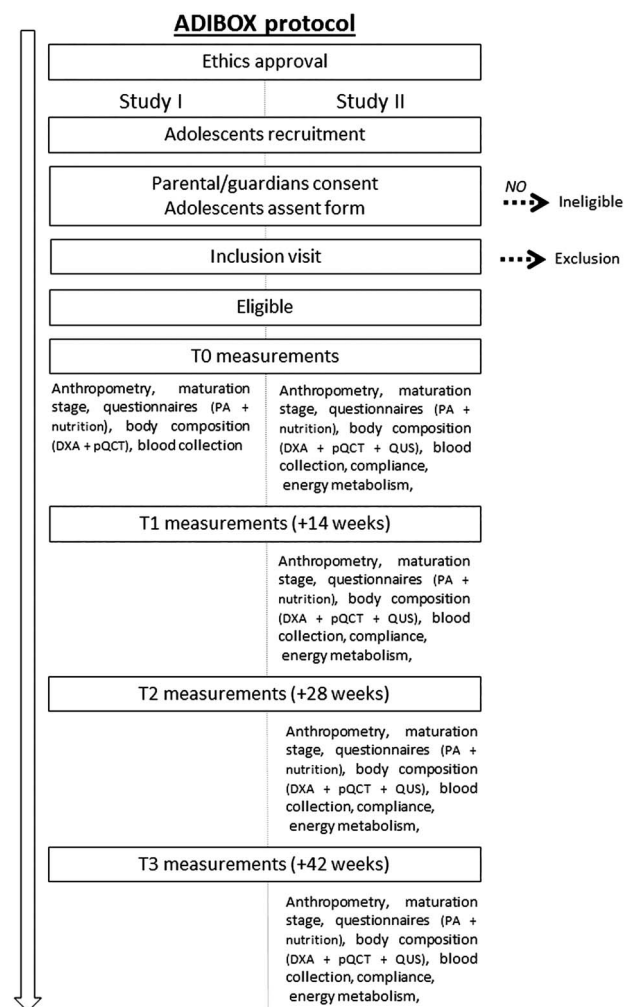 ADIBOX protocol
Ethics approval
Study I
Study II
Adolescents recruitment
Parental/guardians consent
Adolescents assent form
NO
Ineligible
Inclusion visit
Exclusion
Eligible
T0 measurements
Anthropometry, maturation
stage, questionnaires (PA +
nutrition), body composition
(DXA + pQCT), blood collection
Anthropometry, maturation
stage, questionnaires (PA +
nutrition), body composition
(DXA + pQCT + QUS), blood
collection, compliance,
energy metabolism,
T1 measurements (+14 weeks)
Anthropometry, maturation
stage, questionnaires (PA +
nutrition), body composition
(DXA + pQCT + QUS), blood
collection, compliance,
energy metabolism,
T2 measurements (+28 weeks)
Anthropometry, maturation
stage, questionnaires (PA +
nutrition), body composition
(DXA + pQCT + QUS), blood
collection, compliance,
energy metabolism,
T3 measurements (+42 weeks)
Anthropometry, maturation
stage, questionnaires (PA +
nutrition), body composition
(DXA + pQCT + QUS), blood
collection, compliance,
energy metabolism,